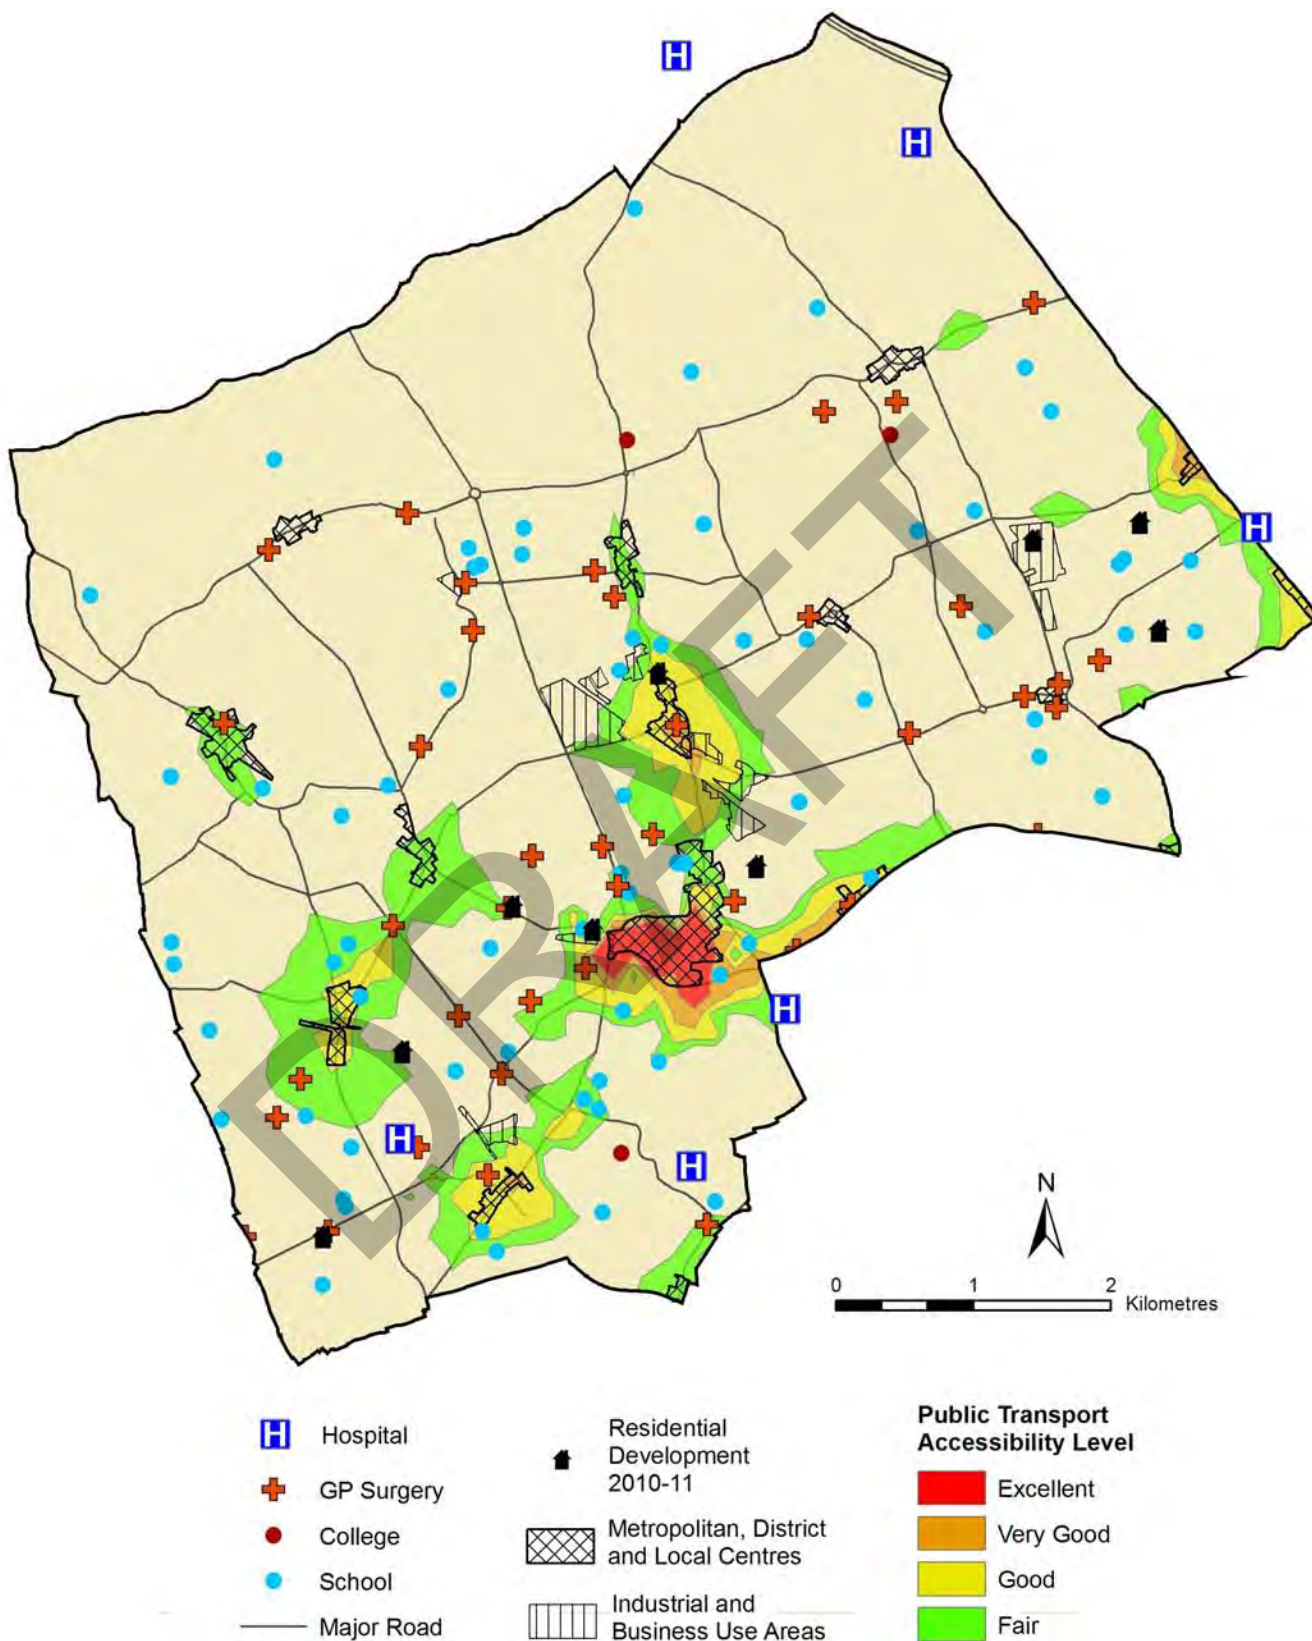 H
H
H
H
H
H
DRAFT
N
0 1 2
Kilometres
H Hospital
GP Surgery
College
School
Major Road
Residential
Development
2010-11
Metropolitan, District
and Local Centres
Industrial and
Business Use Areas
Public Transport
Accessibility Level
Excellent
Very Good
Good
Fair